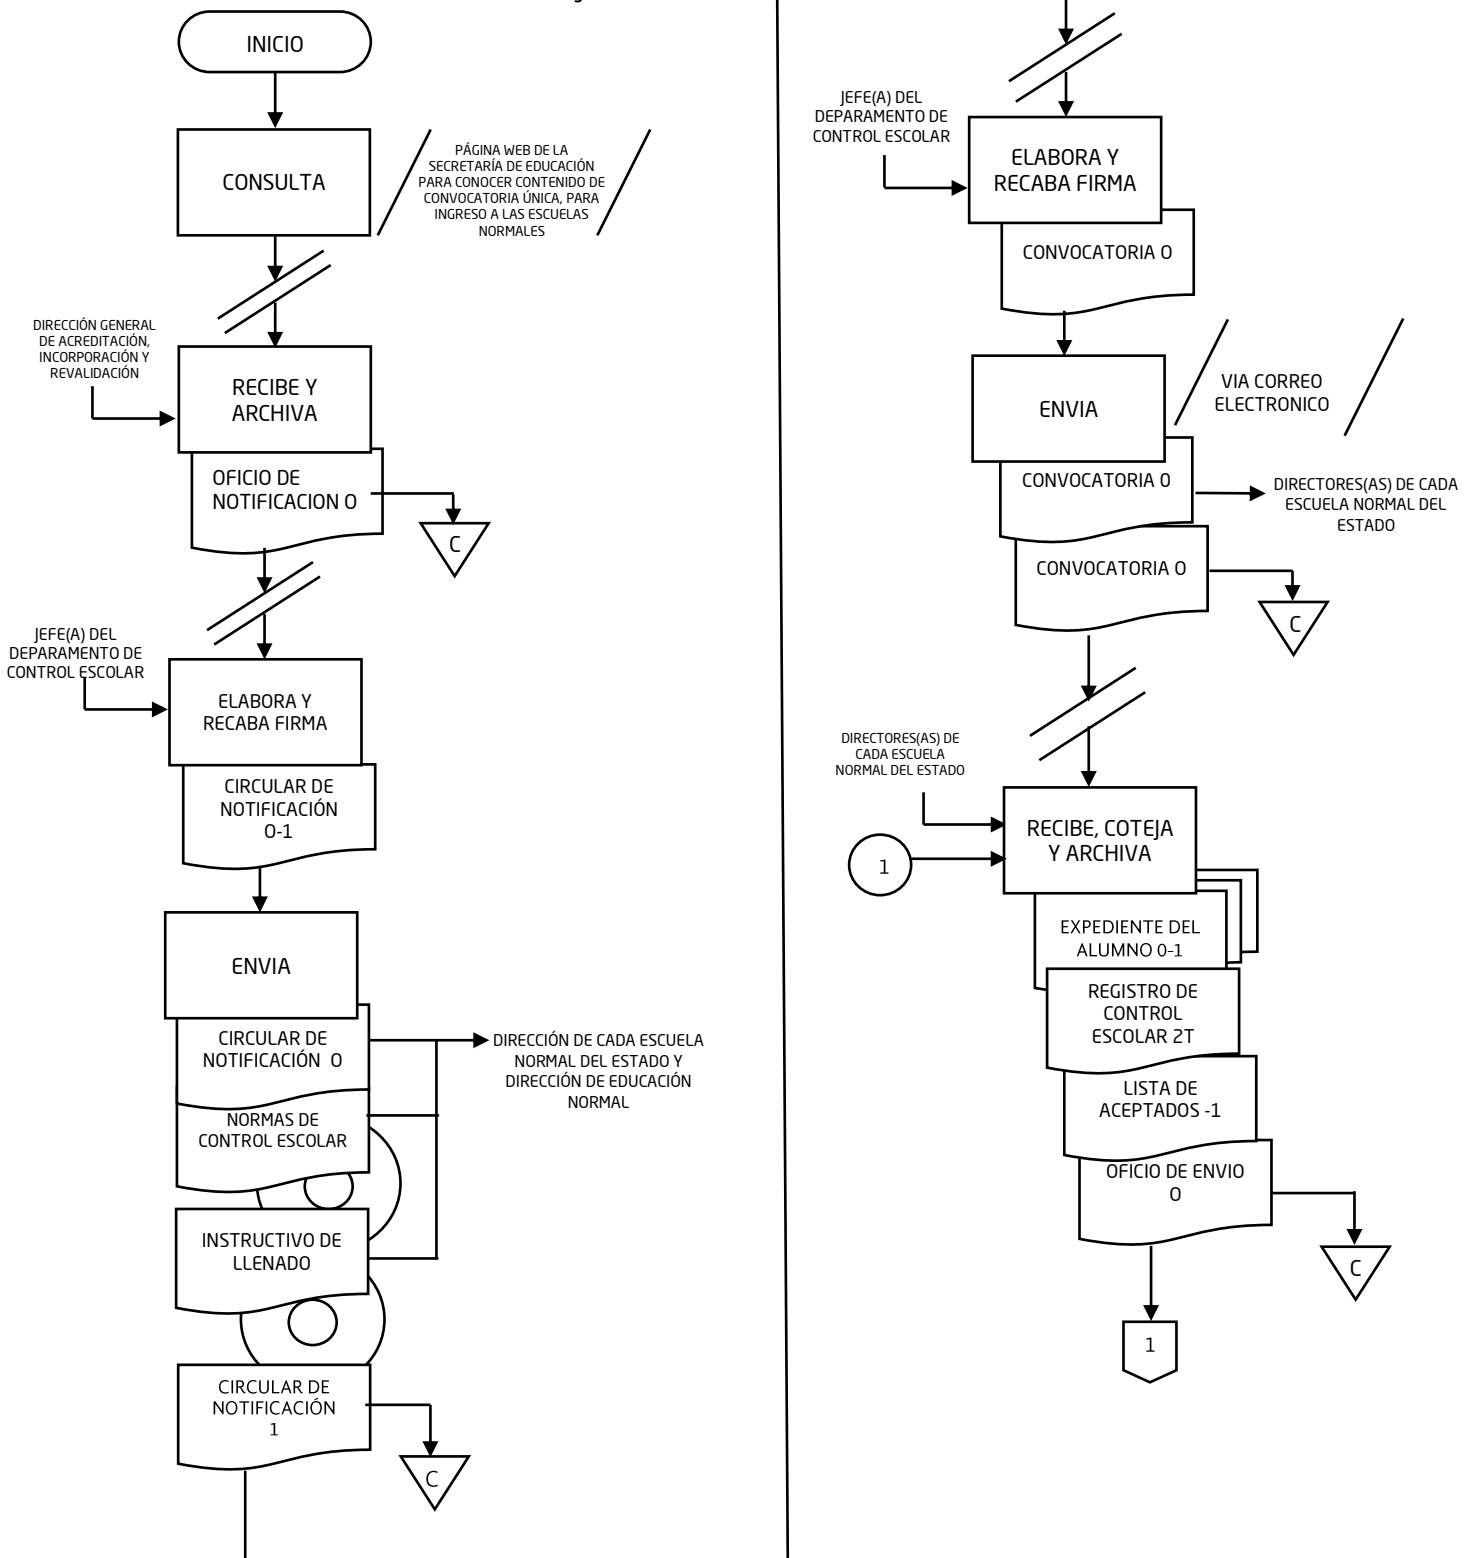 INICIO
CONSULTA
PÁGINA WEB DE LA
SECRETARÍA DE EDUCACIÓN
PARA CONOCER CONTENIDO DE
CONVOCATORIA ÚNICA, PARA
INGRESO A LAS ESCUELAS
NORMALES
DIRECCIÓN GENERAL
DE ACREDITACIÓN,
INCORPORACIÓN Y
REVALIDACIÓN
RECIBE Y
ARCHIVA
OFICIO DE
NOTIFICACION O
C
JEFE(A) DEL
DEPARAMENTO DE
CONTROL ESCOLAR
ELABORA Y
RECABA FIRMA
CIRCULAR DE
NOTIFICACIÓN
O-1
ENVIA
CIRCULAR DE
NOTIFICACIÓN O
DIRECCIÓN DE CADA ESCUELA
NORMAL DEL ESTADO Y
DIRECCIÓN DE EDUCACIÓN
NORMAL
NORMAS DE
CONTROL ESCOLAR
INSTRUCTIVO DE
LLENADO
CIRCULAR DE
NOTIFICACIÓN
1
C
JEFE(A) DEL
DEPARAMENTO DE
CONTROL ESCOLAR
ELABORA Y
RECABA FIRMA
CONVOCATORIA O
ENVIA
VIA CORREO
ELECTRONICO
CONVOCATORIA O
DIRECTORES(AS) DE CADA
ESCUELA NORMAL DEL
ESTADO
CONVOCATORIA O
C
DIRECTORES(AS) DE
CADA ESCUELA
NORMAL DEL ESTADO
RECIBE, COTEJA
Y ARCHIVA
1
EXPEDIENTE DEL
ALUMNO 0-1
REGISTRO DE
CONTROL
ESCOLAR 2T
LISTA DE
ACEPTADOS -1
OFICIO DE ENVIO
O
C
1